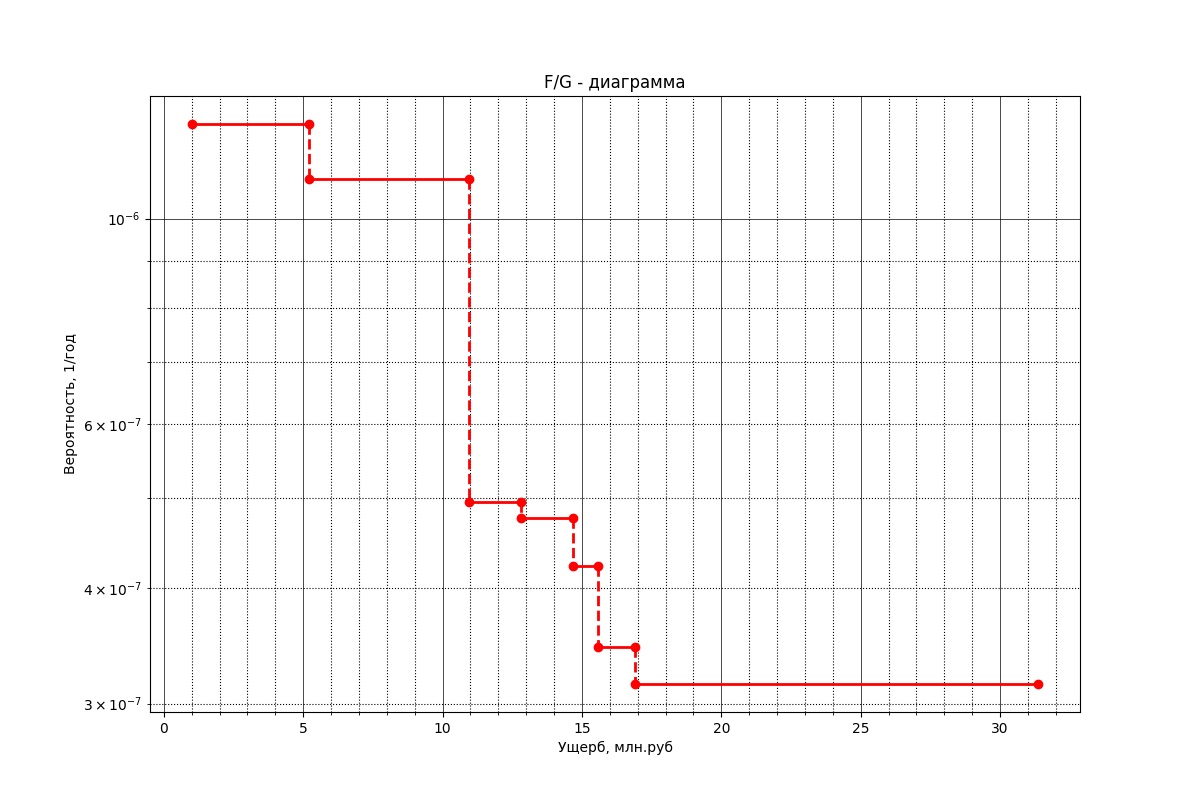 F/G - диаграмма
Вероятность, 1/год
10⁻⁶
6 × 10⁻⁷
4 × 10⁻⁷
3 × 10⁻⁷
0 5 10 15 20 25 30
Ущерб, млн.руб